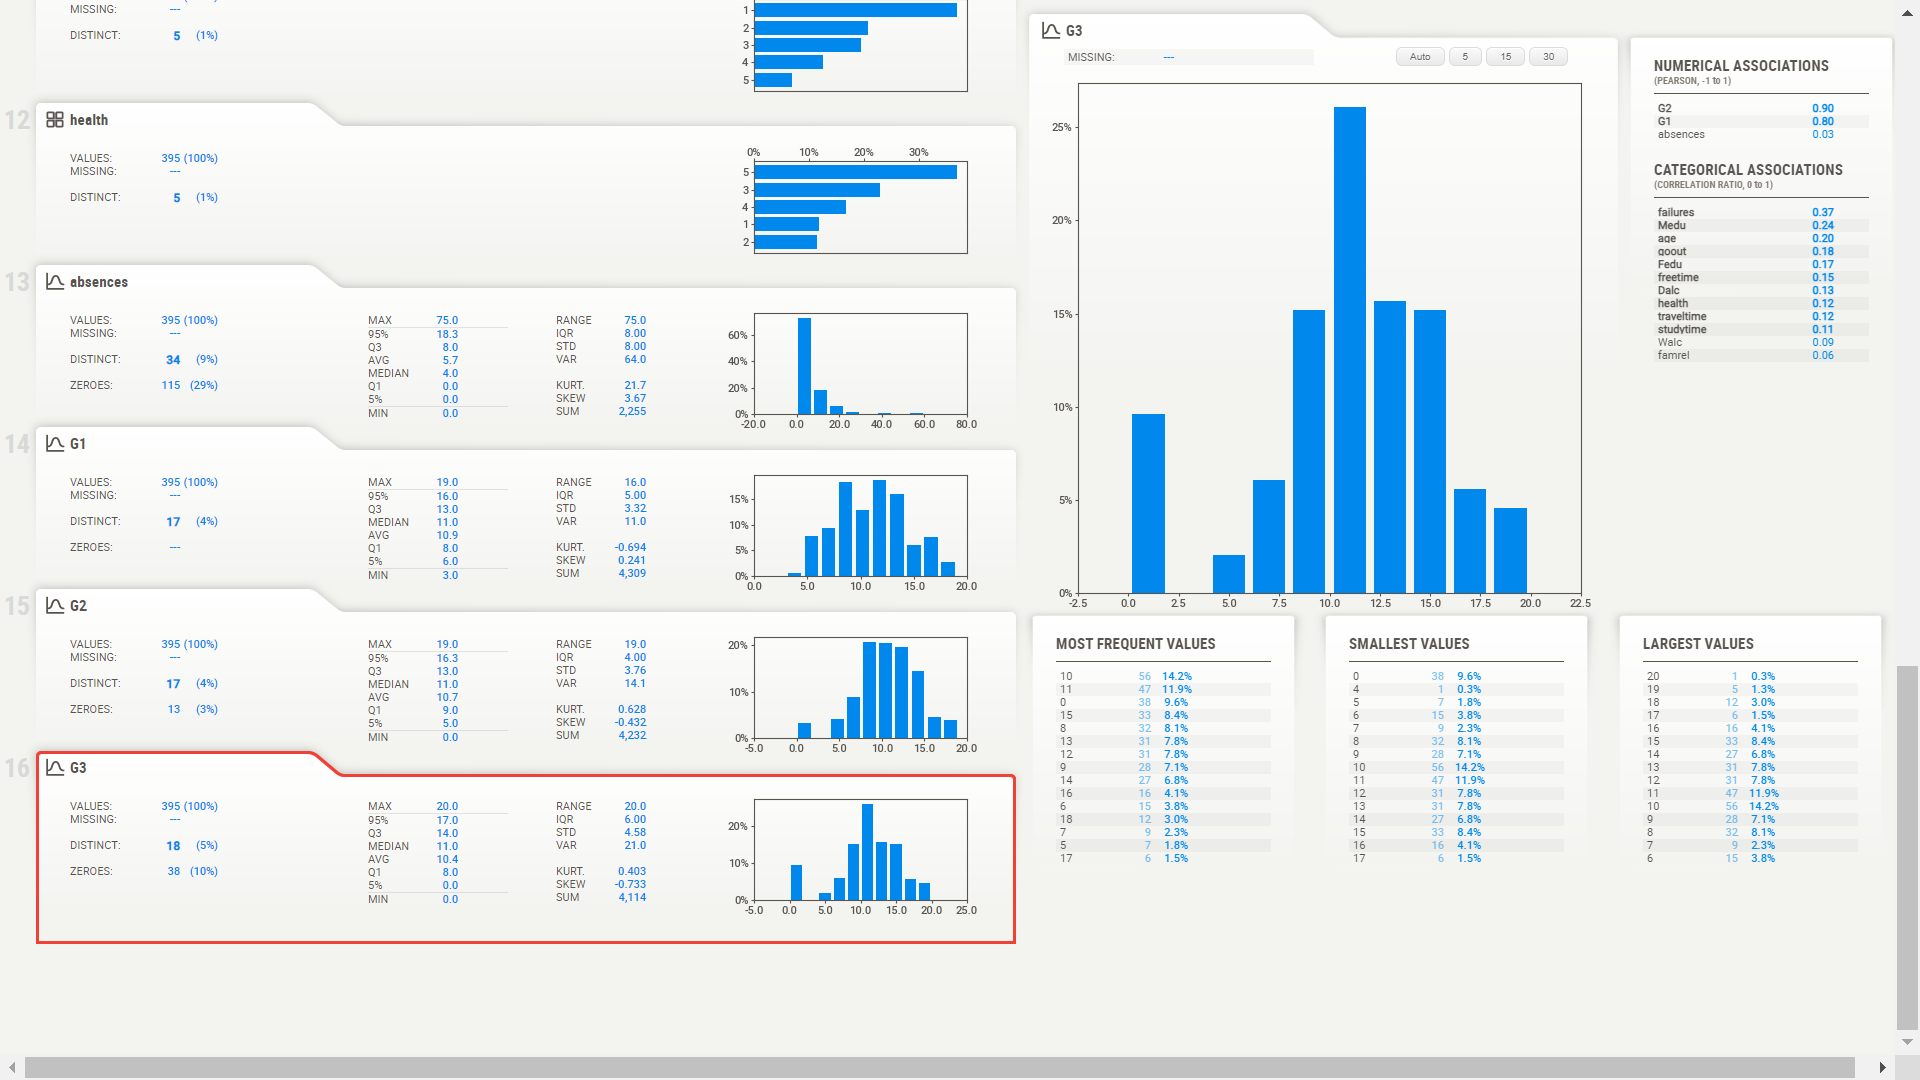 MISSING: ---
DISTINCT: 5 (1%)
1
2
3
4
5
12
health
VALUES: 395 (100%)
MISSING: ---
DISTINCT: 5 (1%)
0% 10% 20% 30%
5
3
4
1
2
13
absences
VALUES: 395 (100%)
MISSING: ---
DISTINCT: 34 (9%)
ZEROES: 115 (29%)
MAX 75.0
95% 18.3
Q3 8.0
AVG 5.7
MEDIAN 4.0
Q1 0.0
5% 0.0
MIN 0.0
RANGE 75.0
IQR 8.00
STD 8.00
VAR 64.0
KURT. 21.7
SKEW 3.67
SUM 2,255
60%
40%
20%
0%
-20.0 0.0 20.0 40.0 60.0 80.0
14
G1
VALUES: 395 (100%)
MISSING: ---
DISTINCT: 17 (4%)
ZEROES: ---
MAX 19.0
95% 16.0
Q3 13.0
MEDIAN 11.0
AVG 10.9
Q1 8.0
5% 6.0
MIN 3.0
RANGE 16.0
IQR 5.00
STD 3.32
VAR 11.0
KURT. -0.694
SKEW 0.241
SUM 4,309
15%
10%
5%
0%
0.0 5.0 10.0 15.0 20.0
15
G2
VALUES: 395 (100%)
MISSING: ---
DISTINCT: 17 (4%)
ZEROES: 13 (3%)
MAX 19.0
95% 16.3
Q3 13.0
MEDIAN 11.0
AVG 10.7
Q1 9.0
5% 5.0
MIN 0.0
RANGE 19.0
IQR 4.00
STD 3.76
VAR 14.1
KURT. 0.628
SKEW -0.432
SUM 4,232
20%
10%
0%
-5.0 0.0 5.0 10.0 15.0 20.0
16
G3
VALUES: 395 (100%)
MISSING: ---
DISTINCT: 18 (5%)
ZEROES: 38 (10%)
MAX 20.0
95% 17.0
Q3 14.0
MEDIAN 11.0
AVG 10.4
Q1 8.0
5% 0.0
MIN 0.0
RANGE 20.0
IQR 6.00
STD 4.58
VAR 21.0
KURT. 0.403
SKEW -0.733
SUM 4,114
20%
10%
0%
-5.0 0.0 5.0 10.0 15.0 20.0 25.0
G3
MISSING: ---
Auto 5 15 30
25%
20%
15%
10%
5%
0%
-2.5 0.0 2.5 5.0 7.5 10.0 12.5 15.0 17.5 20.0 22.5
NUMERICAL ASSOCIATIONS
(PEARSON, -1 to 1)
G2 0.90
G1 0.80
absences 0.03
CATEGORICAL ASSOCIATIONS
(CORRELATION RATIO, 0 to 1)
failures 0.37
Medu 0.24
age 0.20
goout 0.18
Fedu 0.17
freetime 0.15
Dalc 0.13
health 0.12
traveltime 0.12
studytime 0.11
Walc 0.09
famrel 0.06
MOST FREQUENT VALUES
10 56 14.2%
11 47 11.9%
0 38 9.6%
15 33 8.4%
8 32 8.1%
13 31 7.8%
12 31 7.8%
9 28 7.1%
14 27 6.8%
16 16 4.1%
6 15 3.8%
18 12 3.0%
7 9 2.3%
5 7 1.8%
17 6 1.5%
SMALLEST VALUES
0 38 9.6%
4 1 0.3%
5 7 1.8%
6 15 3.8%
7 9 2.3%
8 32 8.1%
9 28 7.1%
10 56 14.2%
11 47 11.9%
12 31 7.8%
13 31 7.8%
14 27 6.8%
15 33 8.4%
16 16 4.1%
17 6 1.5%
LARGEST VALUES
20 1 0.3%
19 5 1.3%
18 12 3.0%
17 6 1.5%
16 16 4.1%
15 33 8.4%
14 27 6.8%
13 31 7.8%
12 31 7.8%
11 47 11.9%
10 56 14.2%
9 28 7.1%
8 32 8.1%
7 9 2.3%
6 15 3.8%